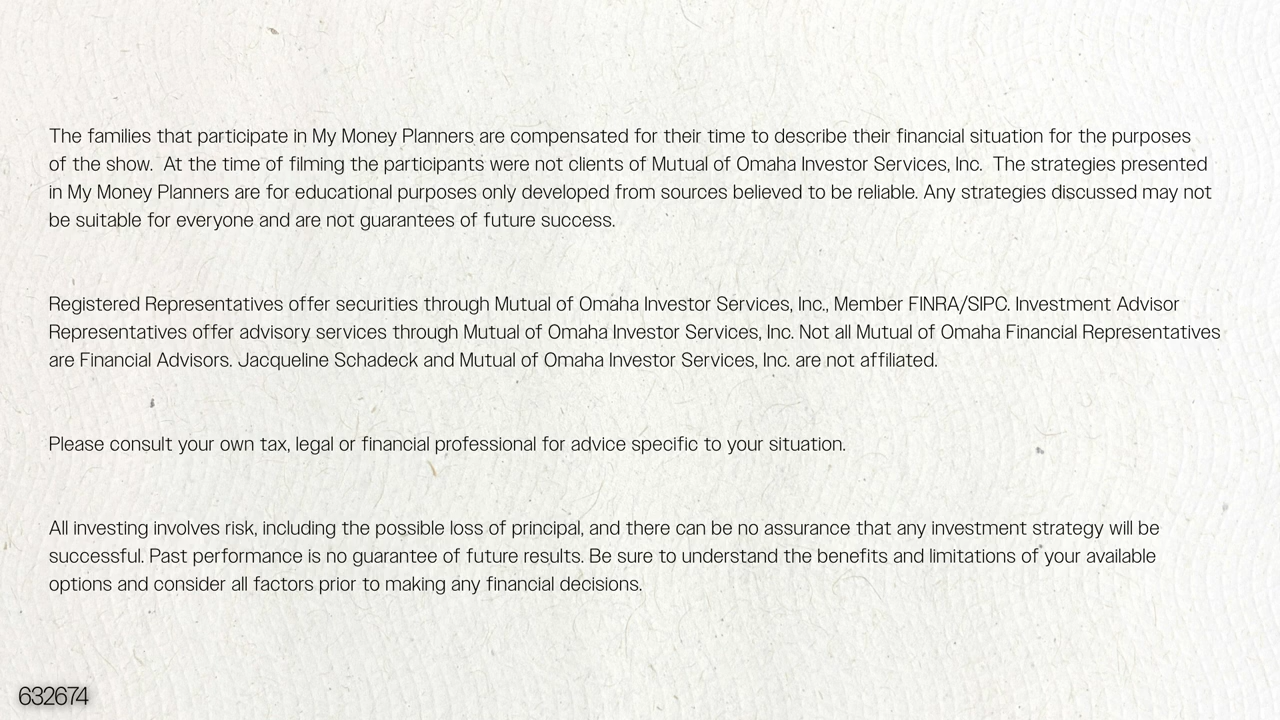 The families that participate in My Money Planners are compensated for their time to describe their financial situation for the purposes
of the show.  At the time of filming the participants were not clients of Mutual of Omaha Investor Services, Inc.  The strategies presented
in My Money Planners are for educational purposes only developed from sources believed to be reliable. Any strategies discussed may not
be suitable for everyone and are not guarantees of future success.
Registered Representatives offer securities through Mutual of Omaha Investor Services, Inc., Member FINRA/SIPC. Investment Advisor
Representatives offer advisory services through Mutual of Omaha Investor Services, Inc. Not all Mutual of Omaha Financial Representatives
are Financial Advisors. Jacqueline Schadeck and Mutual of Omaha Investor Services, Inc. are not affiliated.
Please consult your own tax, legal or financial professional for advice specific to your situation.
All investing involves risk, including the possible loss of principal, and there can be no assurance that any investment strategy will be
successful. Past performance is no guarantee of future results. Be sure to understand the benefits and limitations of your available
options and consider all factors prior to making any financial decisions.
632674